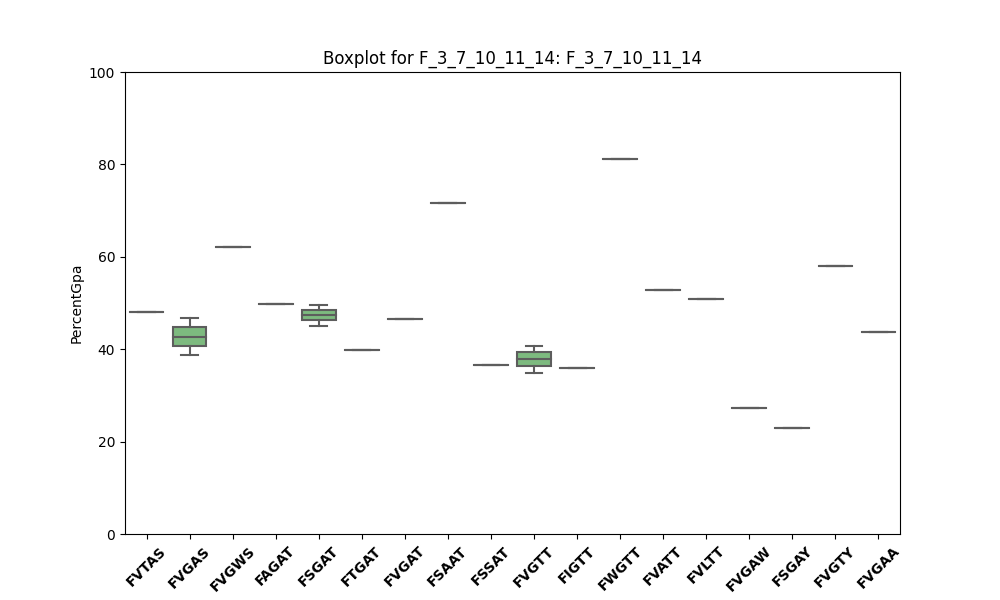 Boxplot for F_3_7_10_11_14: F_3_7_10_11_14
PercentGpa
100
80
60
40
20
0
FVTAS
FVGAS
FVGWS
FAGAT
FSGAT
FTGAT
FVGAT
FSAAT
FSSAT
FVGTT
FIGTT
FWGTT
FVATT
FVLTT
FVGAW
FSGAY
FVGTY
FVGAA